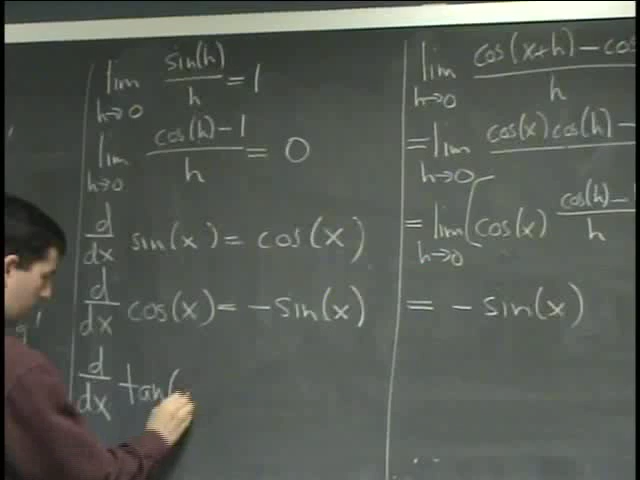 lim h→0 sin(h)/h = 1
lim h→0 cos(h) - 1/h = 0
d/dx sin(x) = cos(x)
d/dx cos(x) = -sin(x)
d/dx tan(
lim h→0 cos(x+h) - cos/h
= lim h→0 cos(x) cos(h) -
= lim h→0 [ cos(x) cos(h) -/h
= - sin(x)